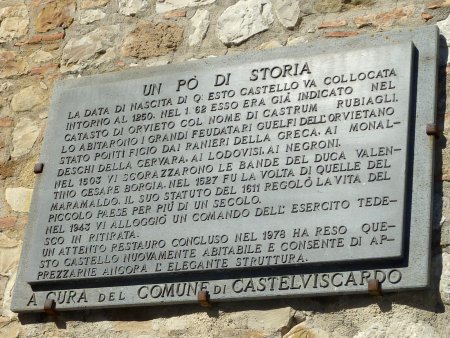 UN PÒ DI STORIA
LA DATA DI NASCITA DI Q: ESTO CASTELLO VA COLLOCATA
INTORNO AL 1250. NEL 1. 62 ESSO ERA GIÀ INDICATO NEL
CATASTO DI ORVIETO COL NOME DI CASTRUM RUBIAGLI.
LO ABITARONO I GRANDI FEUDATARI GUELFI DELL'ORVIETANO
STATO PONTIFICIO DAI RANIERI DELLA GRECA, AI MONAL=
DESCHI DELLA CERVARA, AI LODOVISI, AI NEGRONI.
NEL 1503 VI SCORAZZARONO LE BANDE DEL DUCA VALEN=
TINO CESARE BORGIA. NEL 1527 FU LA VOLTA DI QUELLE DEL
MARAMALDO. IL SUO STATUTO DEL 1611 REGOLÒ LA VITA DEL
PICCOLO PAESE PER PIÙ DI UN SECOLO.
NEL 1943 VI ALLOGGIÒ UN COMANDO DELL' ESERCITO TEDE=
SCO IN RITIRATA.
UN ATTENTO RESTAURO CONCLUSO NEL 1978 HA RESO QUE=
STO CASTELLO NUOVAMENTE ABITABILE E CONSENTE DI AP=
PREZZARNE ANCORA L'ELEGANTE STRUTTURA.
A CURA DEL COMUNE DI CASTELVISCARDO